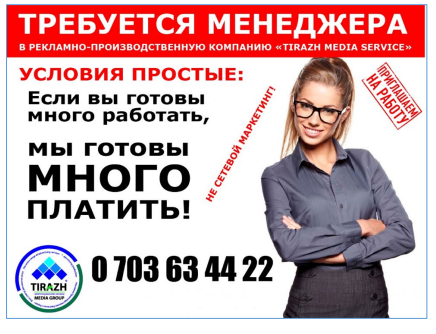 ТРЕБУЕТСЯ МЕНЕДЖЕРА
В РЕКЛАМНО-ПРОИЗВОДСТВЕННУЮ КОМПАНИЮ «TIRAZH MEDIA SERVICE»
УСЛОВИЯ ПРОСТЫЕ:
Если вы готовы
много работать,
мы готовы
МНОГО
ПЛАТИТЬ!
НЕ СЕТЕВОЙ МАРКЕТИНГ!
ПРИГЛАШАЕМ
НА РАБОТУ
TIRAZH
MEDIA GROUP
0 703 63 44 22